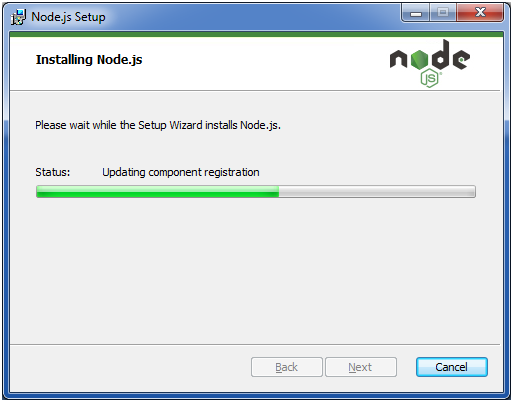 Node.js Setup
Installing Node.js
node
JS
Please wait while the Setup Wizard installs Node.js.
Status: Updating component registration
Back Next Cancel